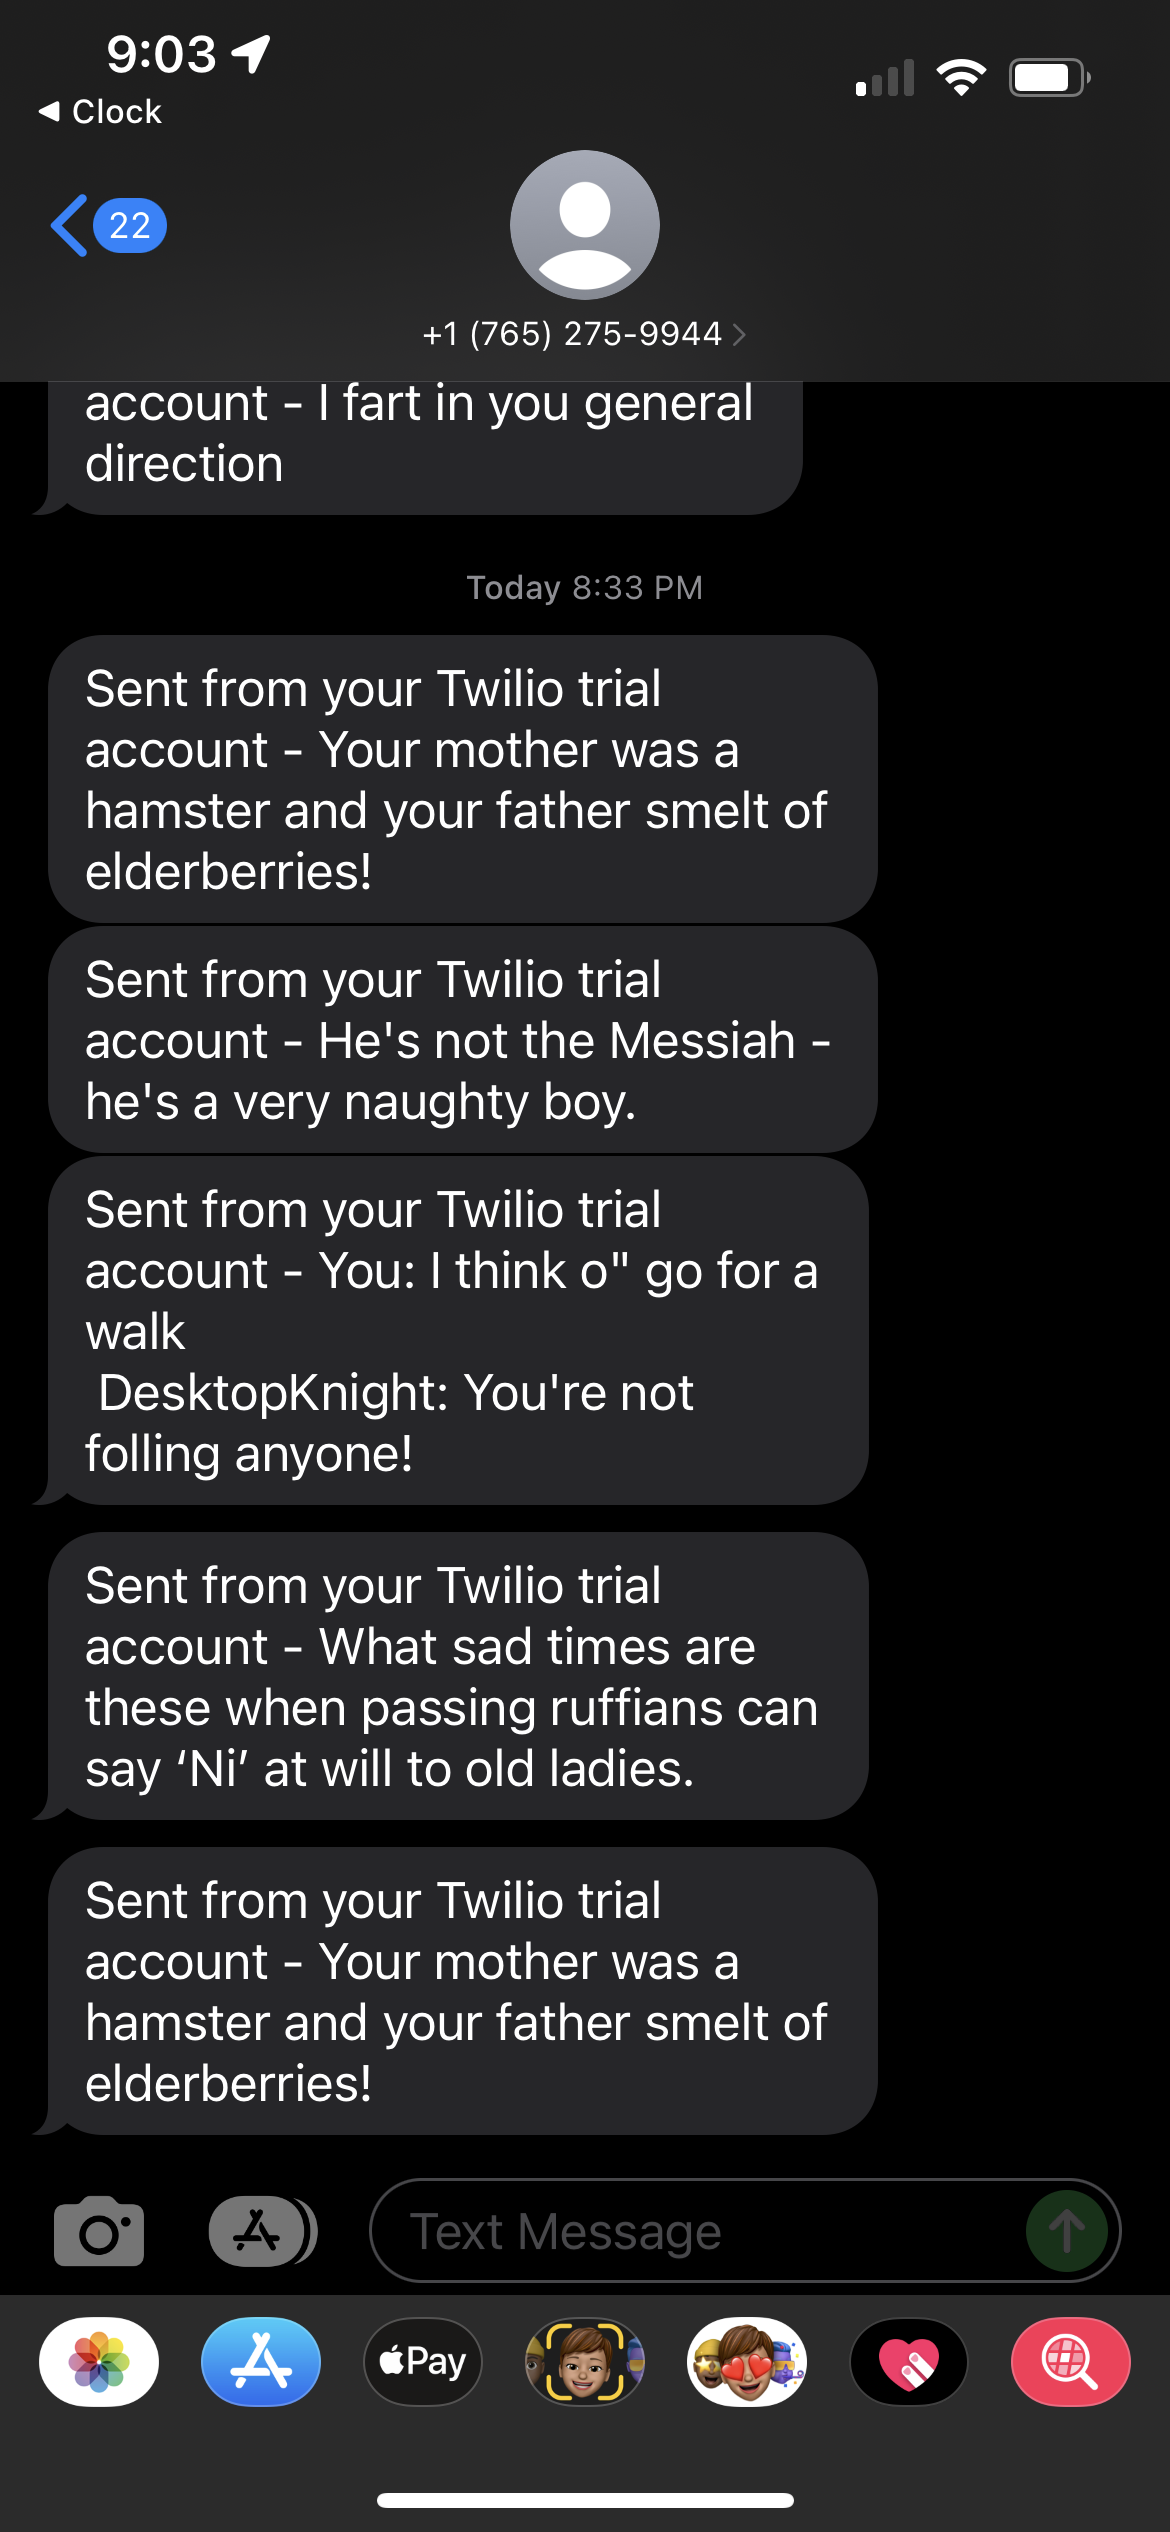 9:03
Clock
22
+1 (765) 275-9944
account - I fart in you general
direction
Today 8:33 PM
Sent from your Twilio trial
account - Your mother was a
hamster and your father smelt of
elderberries!
Sent from your Twilio trial
account - He's not the Messiah -
he's a very naughty boy.
Sent from your Twilio trial
account - You: I think o" go for a
walk
DesktopKnight: You're not
folling anyone!
Sent from your Twilio trial
account - What sad times are
these when passing ruffians can
say ‘Ni’ at will to old ladies.
Sent from your Twilio trial
account - Your mother was a
hamster and your father smelt of
elderberries!
Text Message
Pay